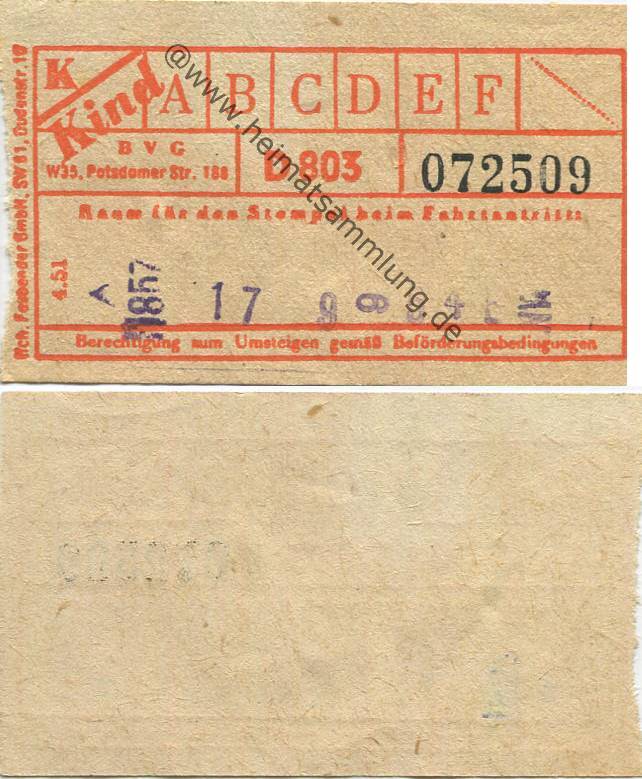 K
Kind
A B C D E F
BVG
W35, Potsdamer Str. 188
D 803
072509
Raum für den Stempel beim Fahrtantritt:
4.51
A
1857
17
Berechtigung zum Umsteigen gemäß Beförderungsbedingungen
@www.heimatsammlung.de